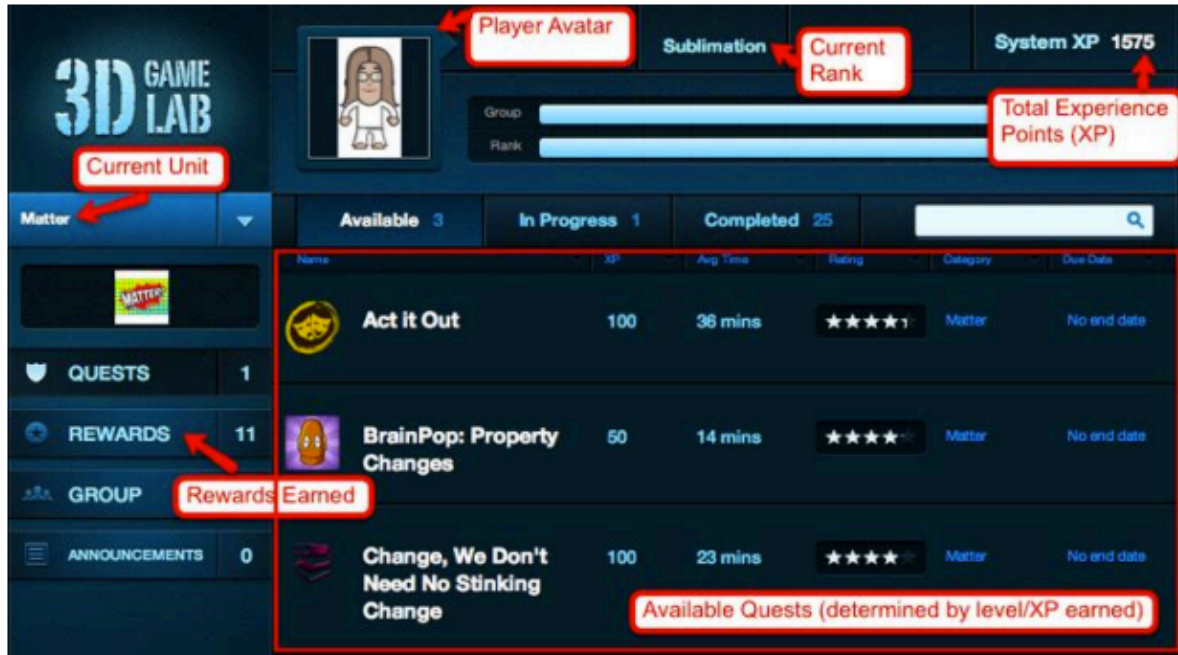 3D GAME
LAB
Player Avatar
Sublimation
Current
Rank
System XP 1575
Group
Rank
Total Experience
Points (XP)
Current Unit
Matter
Available 3
In Progress 1
Completed 25
MATTER!
Name XP Avg Time Rating Category Due Date
Act it Out 100 36 mins Matter No end date
QUESTS 1
REWARDS 11
BrainPop: Property
Changes
50 14 mins Matter No end date
GROUP
Rewards Earned
ANNOUNCEMENTS 0
Change, We Don't
Need No Stinking
Change
100 23 mins Matter No end date
Available Quests (determined by level/XP earned)